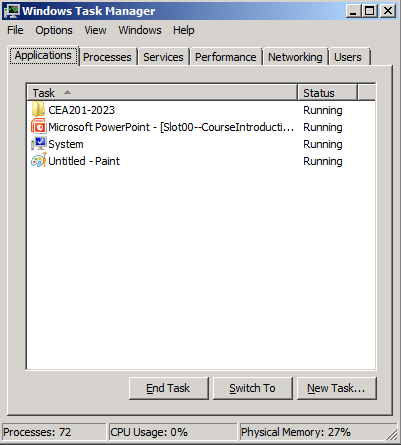 Windows Task Manager
File Options View Windows Help
Applications Processes Services Performance Networking Users
Task Status
CEA201-2023 Running
Microsoft PowerPoint - [Slot00--CourseIntroducti... Running
System Running
Untitled - Paint Running
End Task Switch To New Task...
Processes: 72 CPU Usage: 0% Physical Memory: 27%